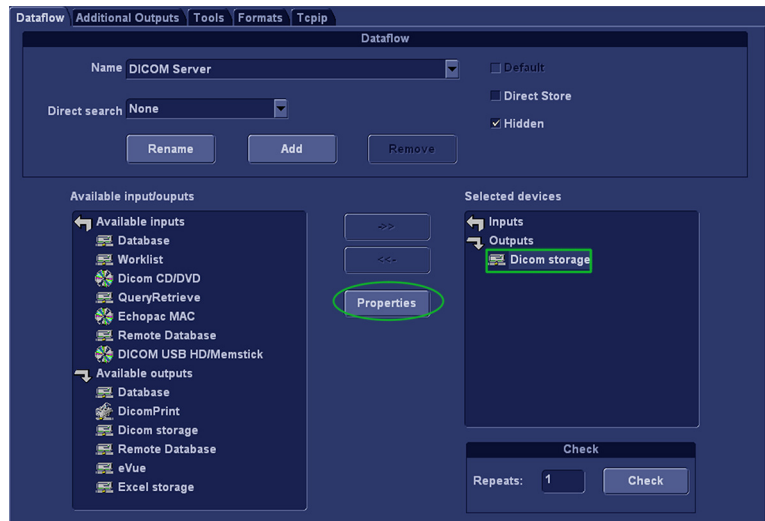 Dataflow Additional Outputs Tools Formats Tcpip
Dataflow
Name DICOM Server
Default
Direct search None
Direct Store
Hidden
Rename Add Remove
Available input/ouputs
Available inputs
Database
Worklist
Dicom CD/DVD
QueryRetrieve
Echopac MAC
Remote Database
DICOM USB HD/Memstick
Available outputs
Database
DicomPrint
Dicom storage
Remote Database
eVue
Excel storage
->>
<<-
Properties
Selected devices
Inputs
Outputs
Dicom storage
Check
Repeats: 1 Check